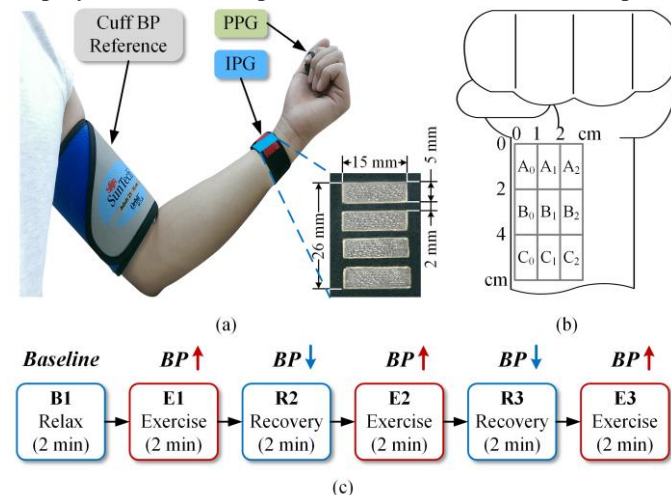 Cuff BP
Reference
PPG
IPG
SunTech
15 mm
5 mm
26 mm
2 mm
(a)
0 1 2 cm
0
2
4
cm
A₀ A₁ A₂
B₀ B₁ B₂
C₀ C₁ C₂
(b)
Baseline BP↑ BP↓ BP↑ BP↓ BP↑
B1 E1 R2 E2 R3 E3
Relax Exercise Recovery Exercise Recovery Exercise
(2 min) (2 min) (2 min) (2 min) (2 min) (2 min)
(c)